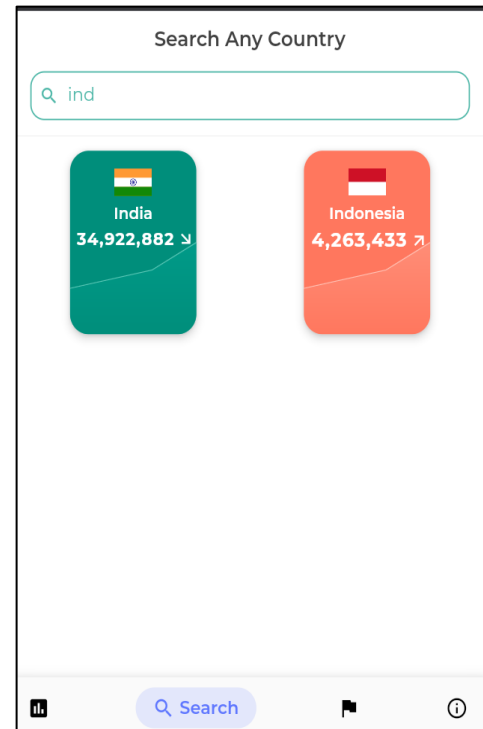 Search Any Country
ind
India
34,922,882
Indonesia
4,263,433
Search